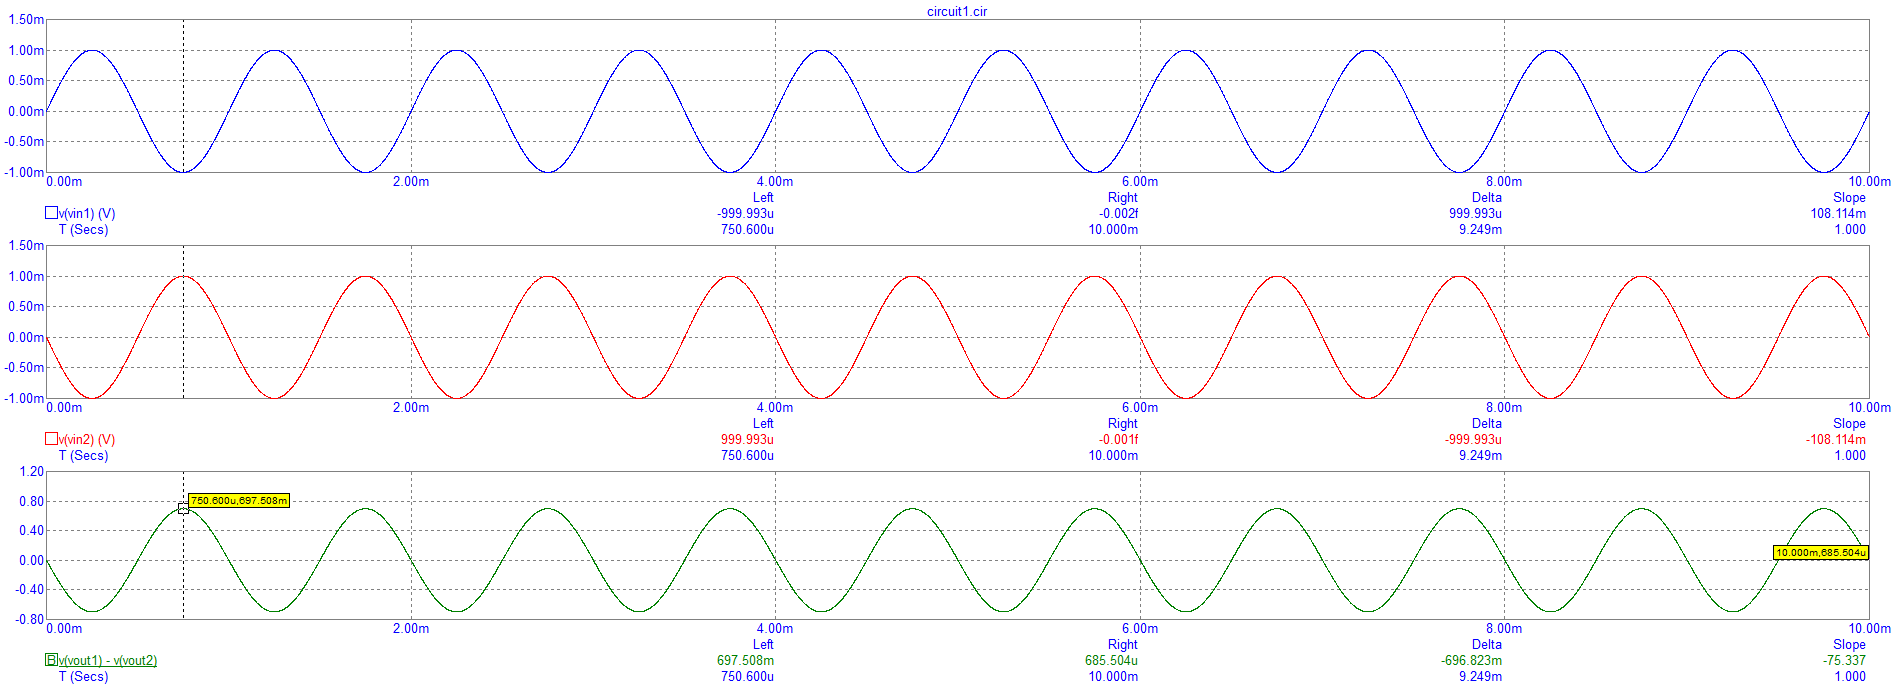 circuit1.cir
1.50m
1.00m
0.50m
0.00m
-0.50m
-1.00m
0.00m 2.00m 4.00m 6.00m 8.00m 10.00m
Left Right Delta Slope
v(vin1) (V) -999.993u -0.002f 999.993u 108.114m
T (Secs) 750.600u 10.000m 9.249m 1.000
1.50m
1.00m
0.50m
0.00m
-0.50m
-1.00m
0.00m 2.00m 4.00m 6.00m 8.00m 10.00m
Left Right Delta Slope
v(vin2) (V) 999.993u -0.001f -999.993u -108.114m
T (Secs) 750.600u 10.000m 9.249m 1.000
1.20
0.80 750.600u,697.508m
0.40
10.000m,685.504u
0.00
-0.40
-0.80
0.00m 2.00m 4.00m 6.00m 8.00m 10.00m
Left Right Delta Slope
B v(vout1) - v(vout2) 697.508m 685.504u -696.823m -75.337
T (Secs) 750.600u 10.000m 9.249m 1.000